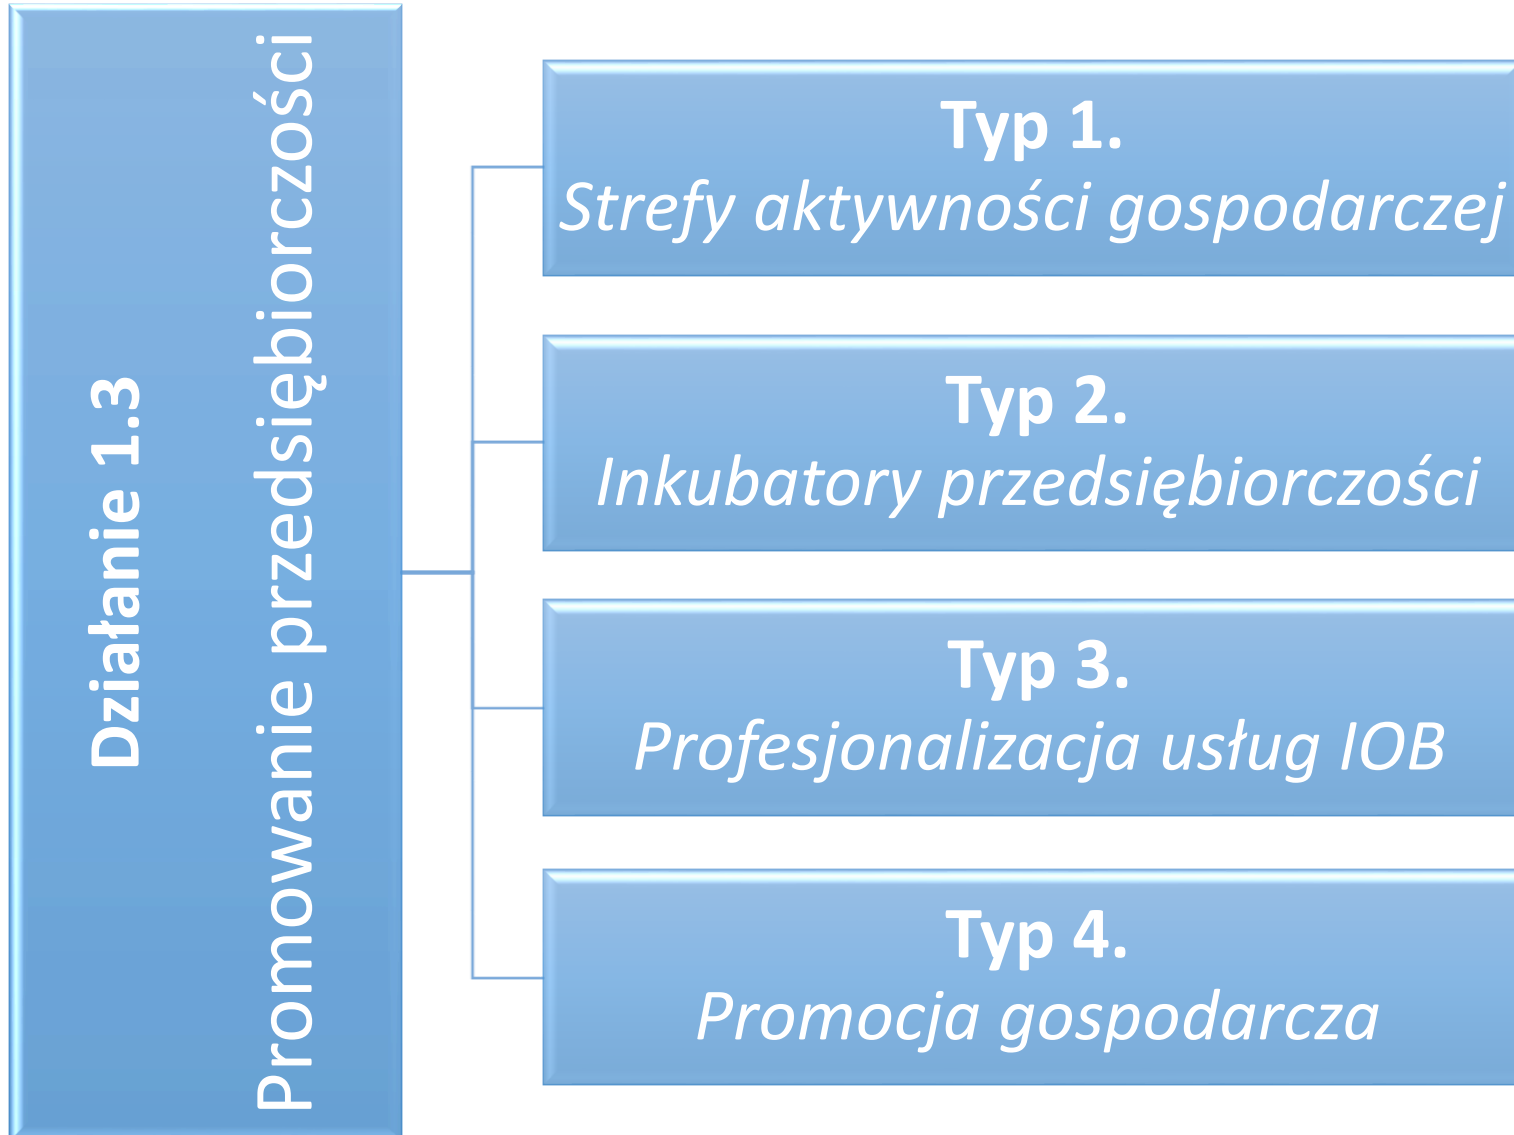 Działanie 1.3
Promowanie przedsiębiorczości
Typ 1.
Strefy aktywności gospodarczej
Typ 2.
Inkubatory przedsiębiorczości
Typ 3.
Profesjonalizacja usług IOB
Typ 4.
Promocja gospodarcza